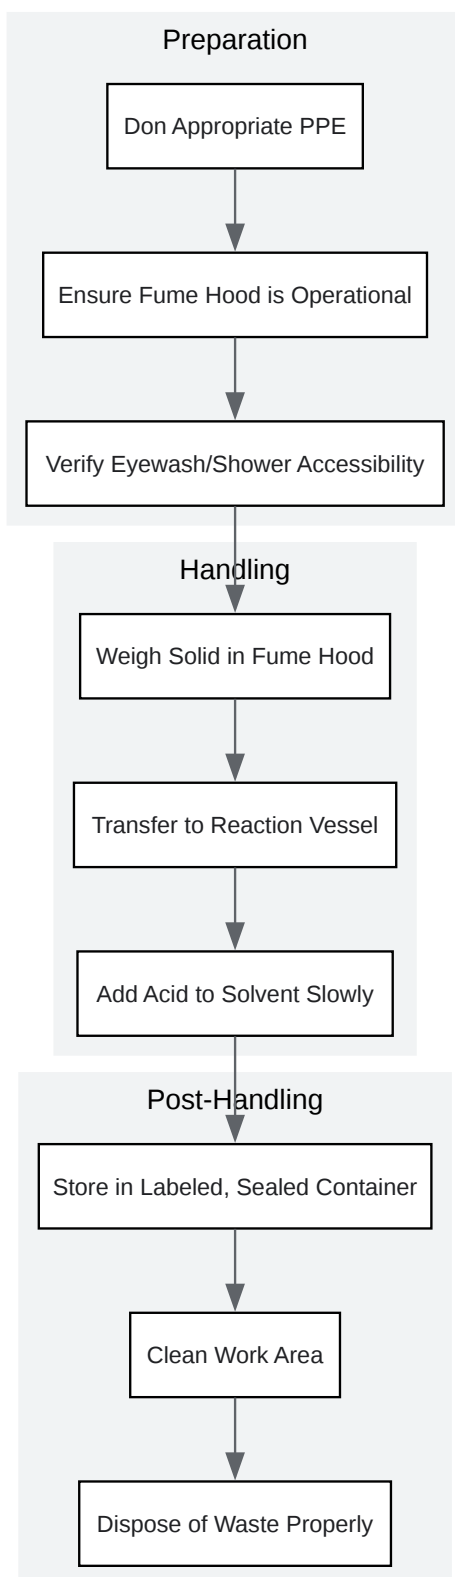 Preparation
Don Appropriate PPE
Ensure Fume Hood is Operational
Verify Eyewash/Shower Accessibility
Handling
Weigh Solid in Fume Hood
Transfer to Reaction Vessel
Add Acid to Solvent Slowly
Post-Handling
Store in Labeled, Sealed Container
Clean Work Area
Dispose of Waste Properly